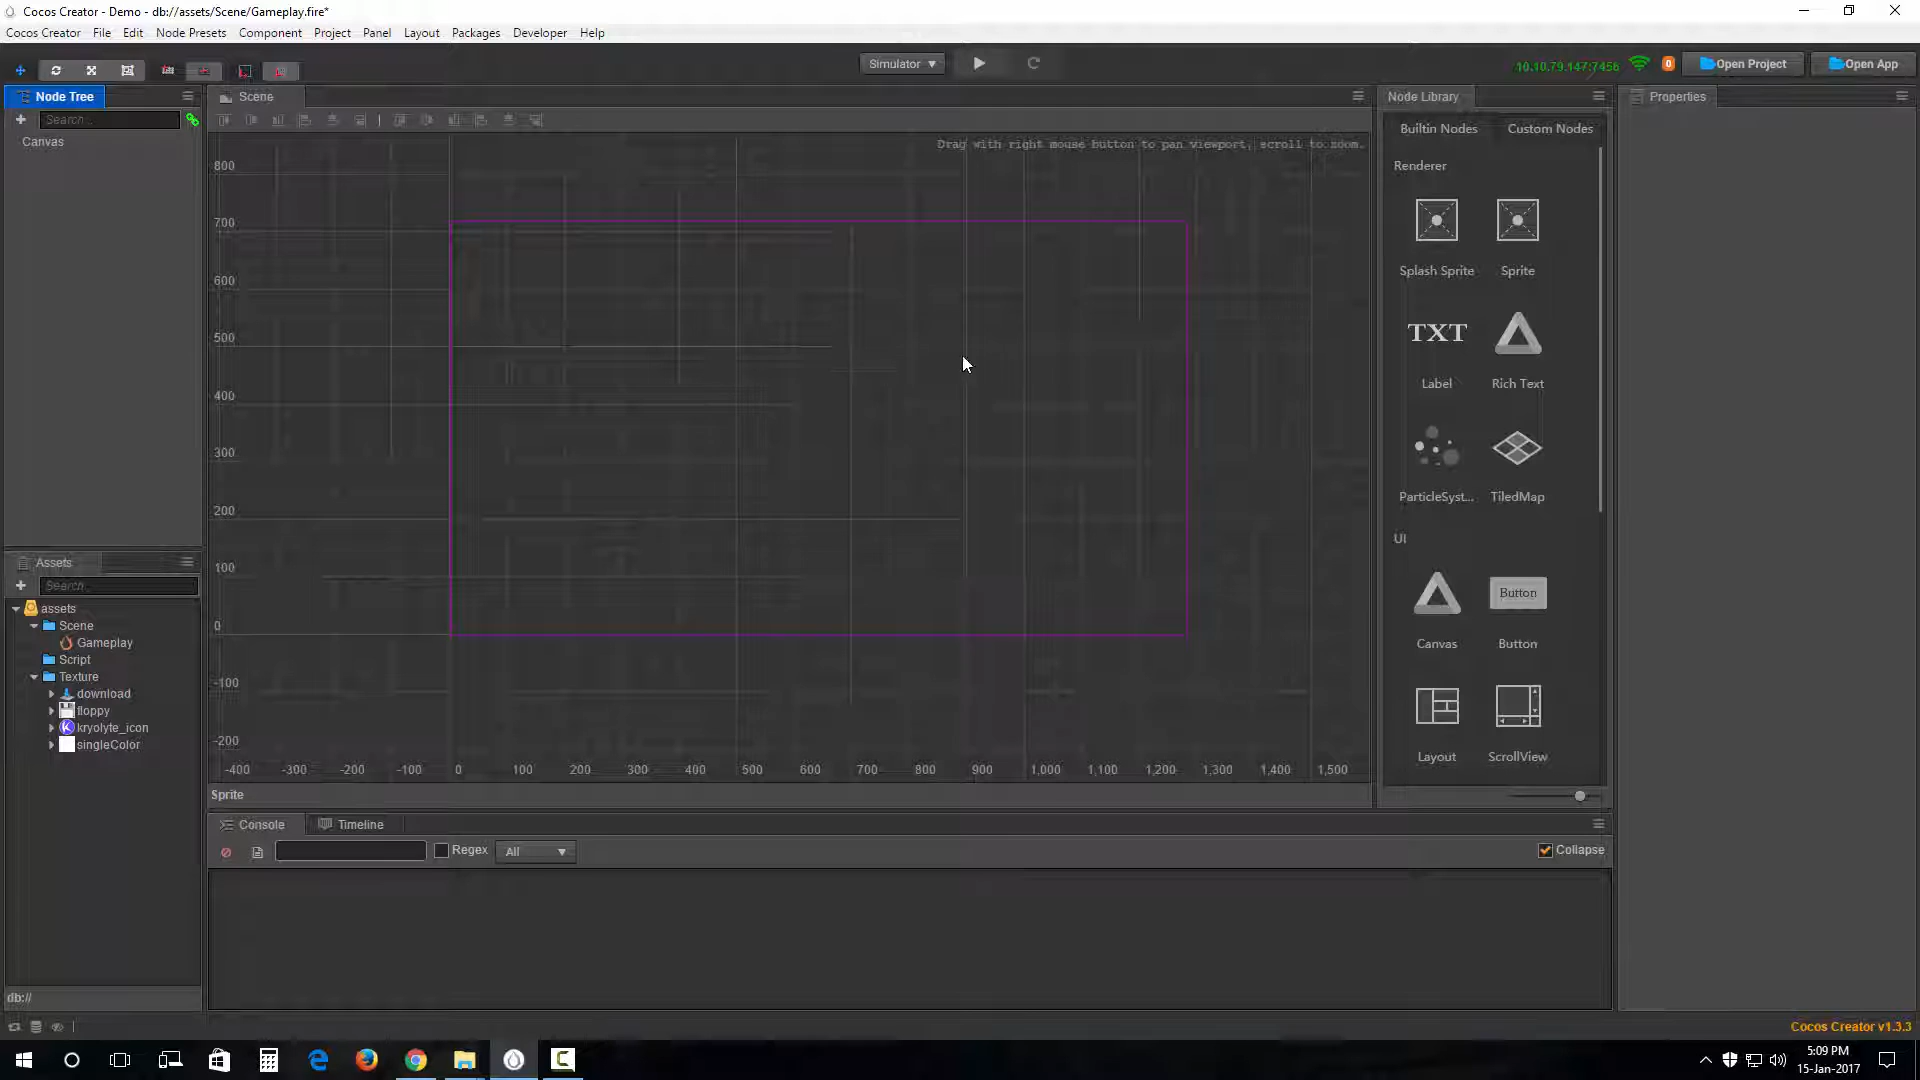 Cocos Creator - Demo - db://assets/Scene/Gameplay.fire*
Cocos Creator File Edit Node Presets Component Project Panel Layout Packages Developer Help
Simulator
10.10.79.147:7456
0
Open Project
Open App
Node Tree
Scene
Node Library
Properties
Search...
Canvas
Drag with right mouse button to pan viewport, scroll to zoom.
Builtin Nodes
Custom Nodes
Renderer
Splash Sprite
Sprite
TXT
Label
Rich Text
ParticleSyst...
TiledMap
UI
Canvas
Button
Button
Layout
ScrollView
800
700
600
500
400
300
200
100
0
-100
-200
-400 -300 -200 -100 0 100 200 300 400 500 600 700 800 900 1,000 1,100 1,200 1,300 1,400 1,500
Sprite
Assets
Search...
assets
Scene
Gameplay
Script
Texture
download
floppy
kryolyte_icon
singleColor
db://
Console
Timeline
Regex
All
Collapse
Cocos Creator v1.3.3
5:09 PM
15-Jan-2017